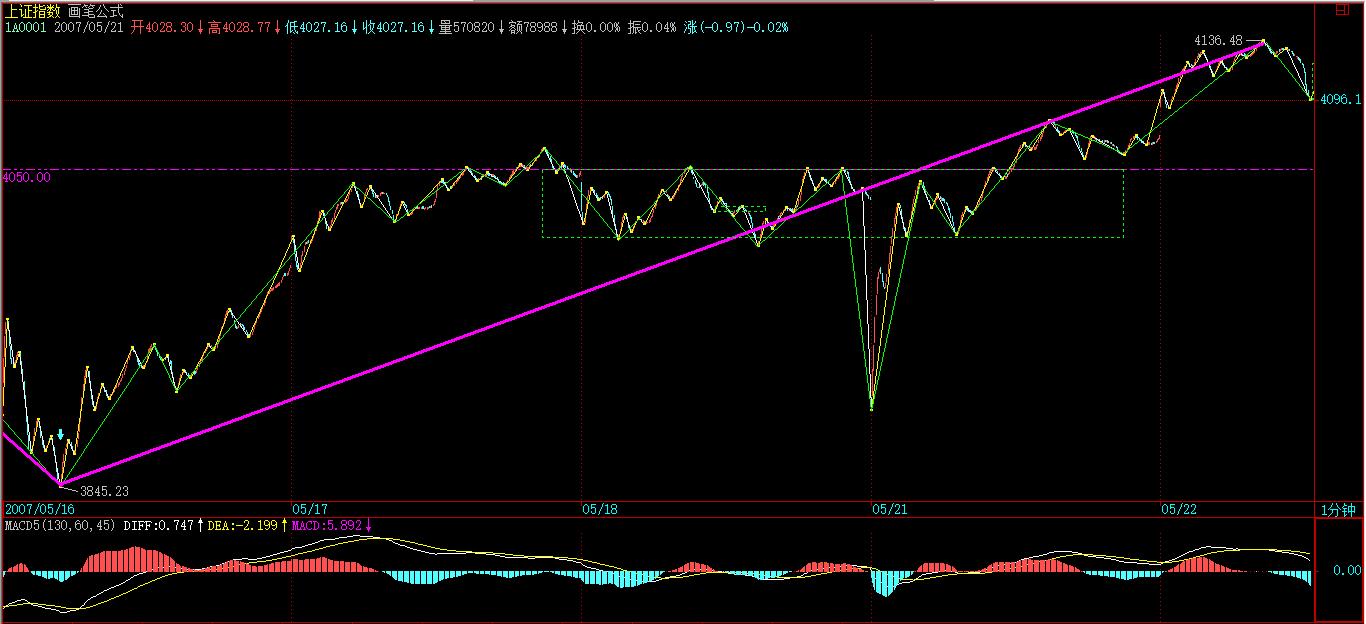 上证指数 画笔公式
1A0001 2007/05/21 开4028.30↓高4028.77↓低4027.16↓收4027.16↓量570820↓额78988↓换0.00% 振0.04% 涨(-0.97)-0.02%
4136.48
4096.1
4050.00
3845.23
2007/05/16 05/17 05/18 05/21 05/22 1分钟
MACD5(130,60,45) DIFF:0.747↑DEA:-2.199↑MACD:5.892↓
0.00